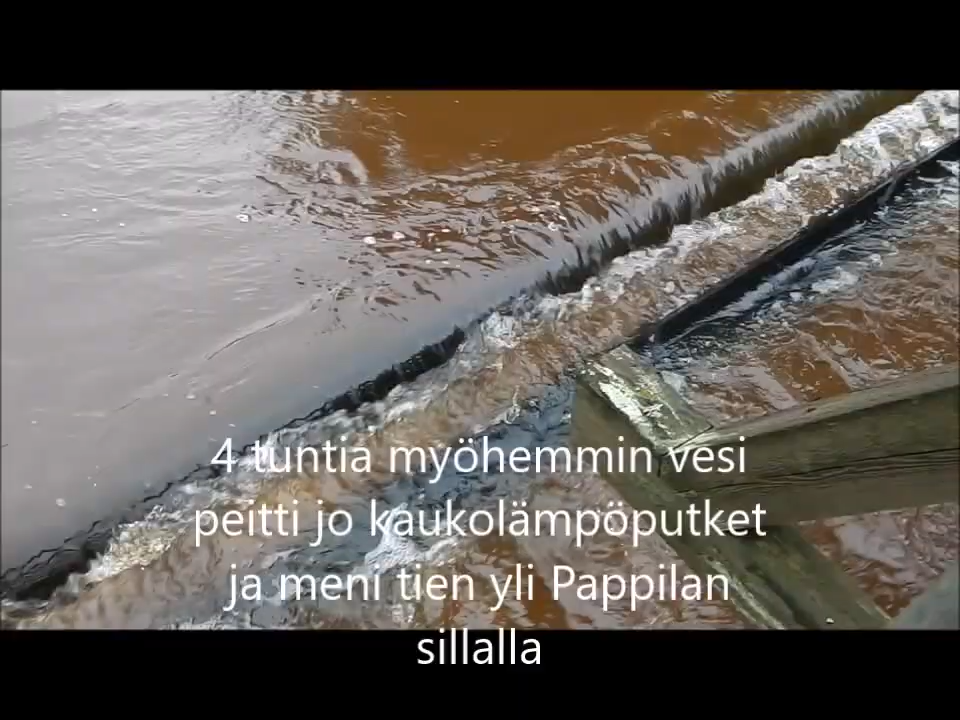 4 tuntia myöhemmin vesi
peitti jo kaukolämpöputket
ja meni tien yli Pappilan
sillalla